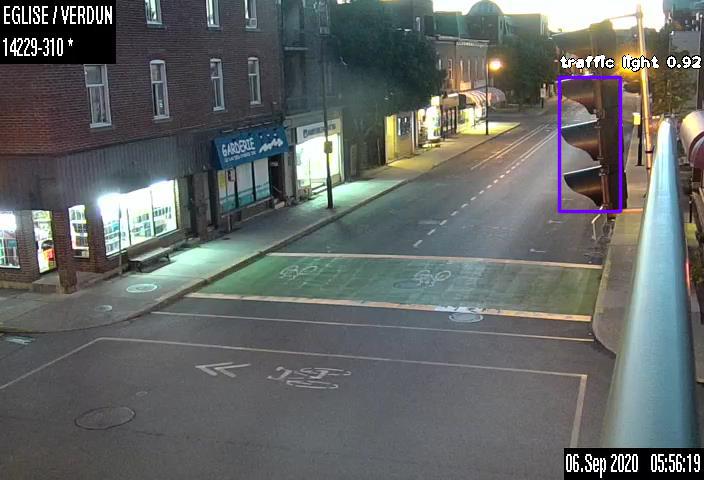 EGLISE / VERDUN
14229-310 *
traffic light 0.92
GARDERIE
06.Sep 2020 05:56:19